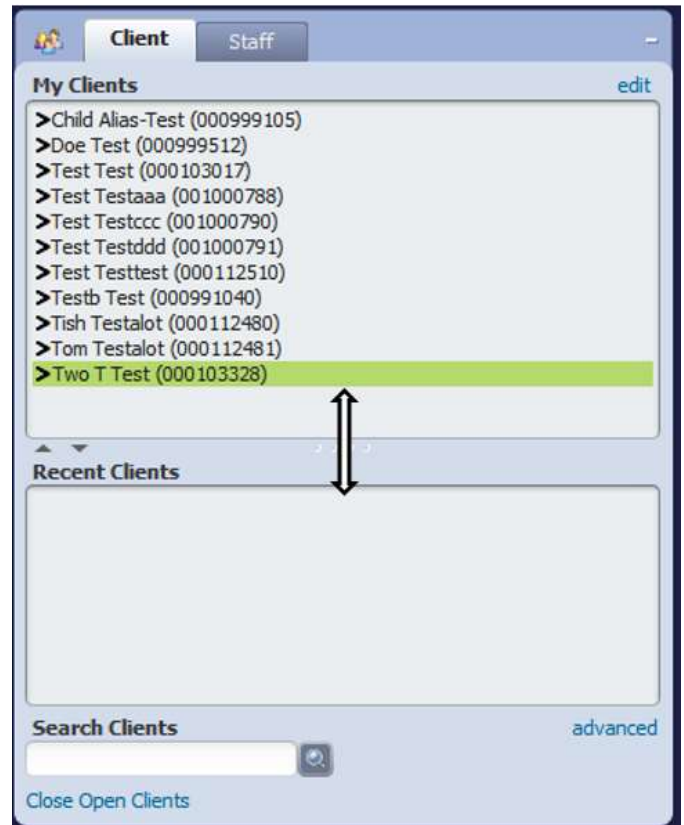 Client Staff
My Clients edit
>Child Alias-Test (000999105)
>Doe Test (000999512)
>Test Test (000103017)
>Test Testaaa (001000788)
>Test Testccc (001000790)
>Test Testddd (001000791)
>Test Testtest (000112510)
>Testb Test (000991040)
>Tish Testalot (000112480)
>Tom Testalot (000112481)
>Two T Test (000103328)
Recent Clients
Search Clients advanced
Close Open Clients